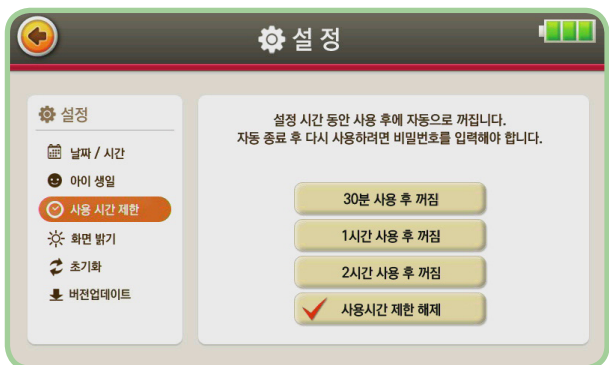 설정
설정
날짜 / 시간
아이 생일
사용 시간 제한
화면 밝기
초기화
버전업데이트
설정 시간 동안 사용 후에 자동으로 꺼집니다.
자동 종료 후 다시 사용하려면 비밀번호를 입력해야 합니다.
30분 사용 후 꺼짐
1시간 사용 후 꺼짐
2시간 사용 후 꺼짐
사용시간 제한 해제